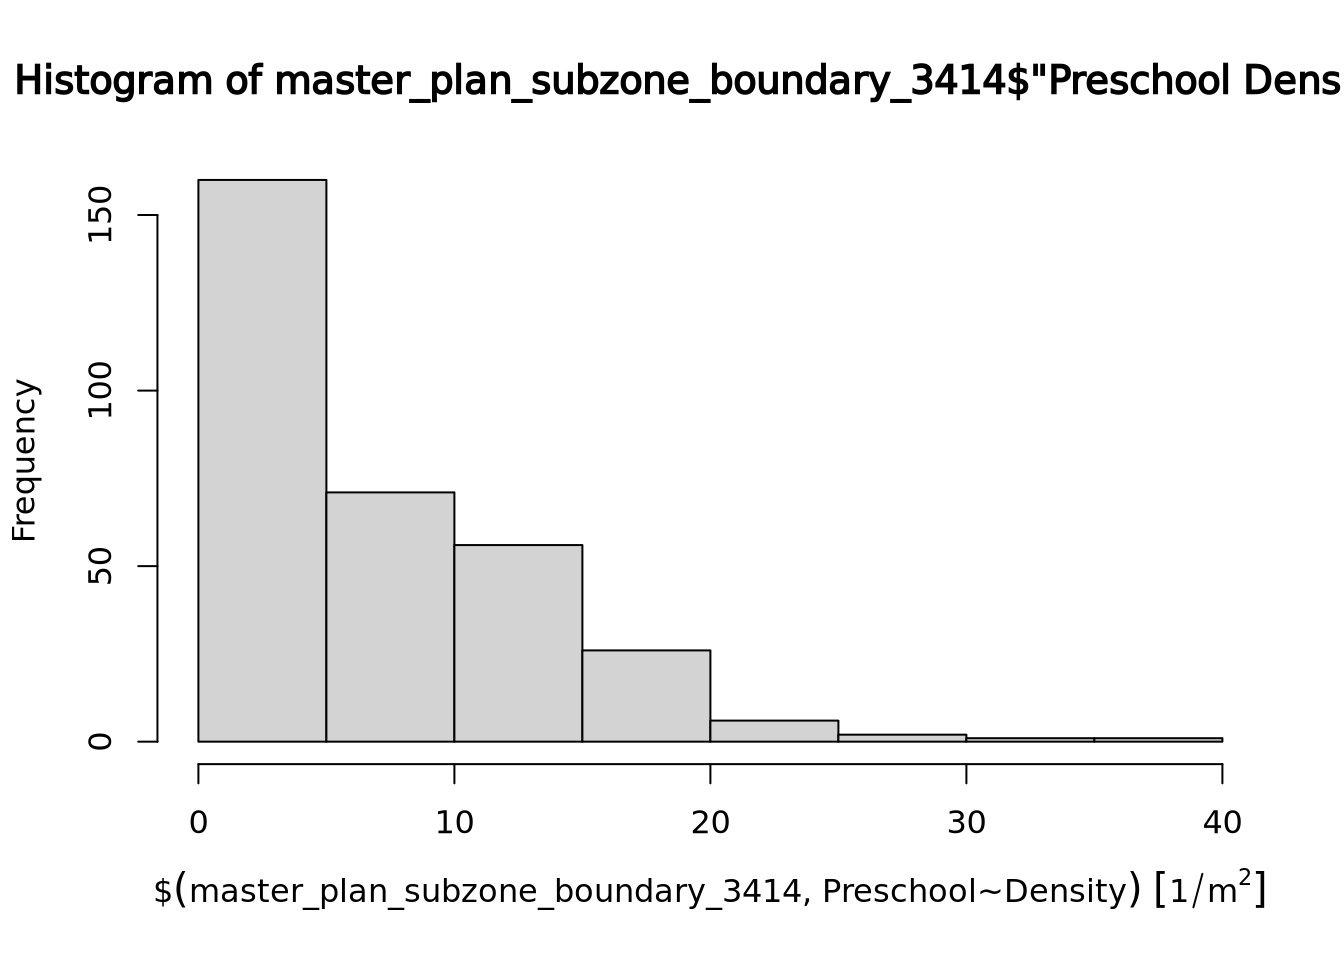 Histogram of master_plan_subzone_boundary_3414$"Preschool Dens
Frequency
150
100
50
0
0 10 20 30 40
$(master_plan_subzone_boundary_3414, Preschool~Density) [1/m²]